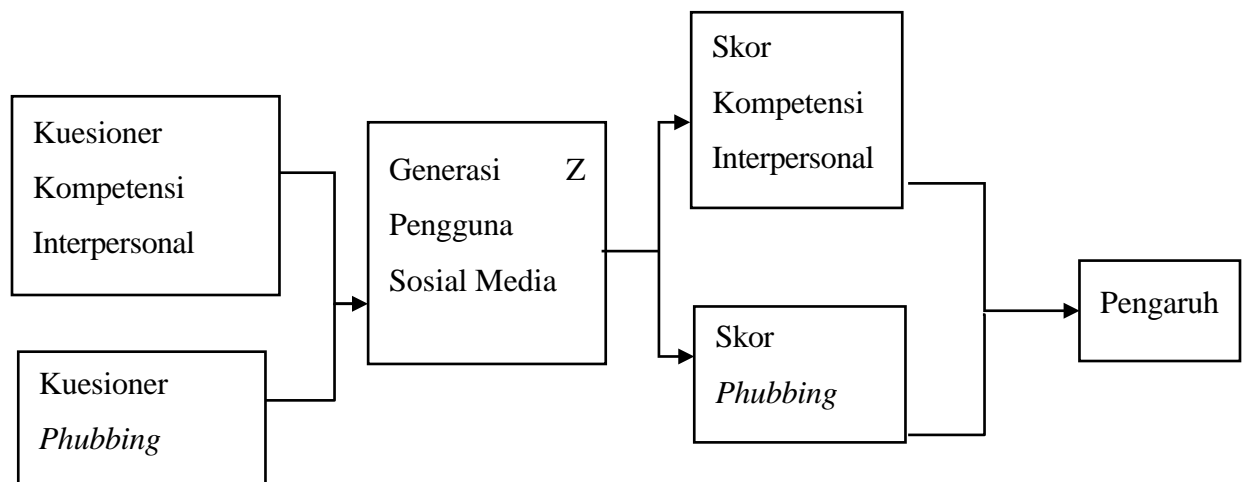 Kuesioner
Kompetensi
Interpersonal
Kuesioner
Phubbing
Generasi Z
Pengguna
Sosial Media
Skor
Kompetensi
Interpersonal
Skor
Phubbing
Pengaruh